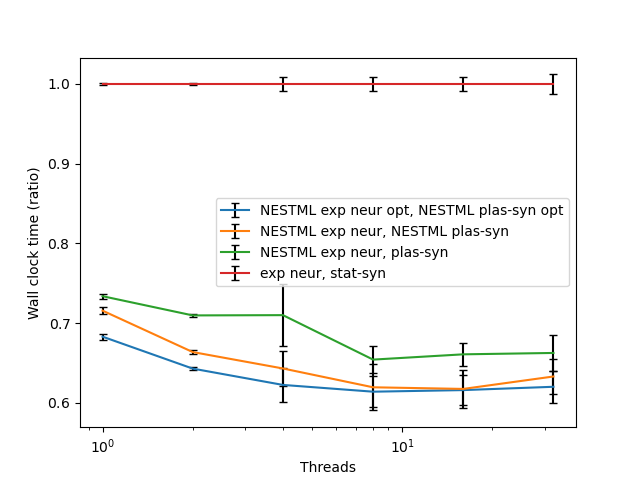 1.0
0.9
0.8
0.7
0.6
Wall clock time (ratio)
NESTML exp neur opt, NESTML plas-syn opt
NESTML exp neur, NESTML plas-syn
NESTML exp neur, plas-syn
exp neur, stat-syn
10⁰
10¹
Threads